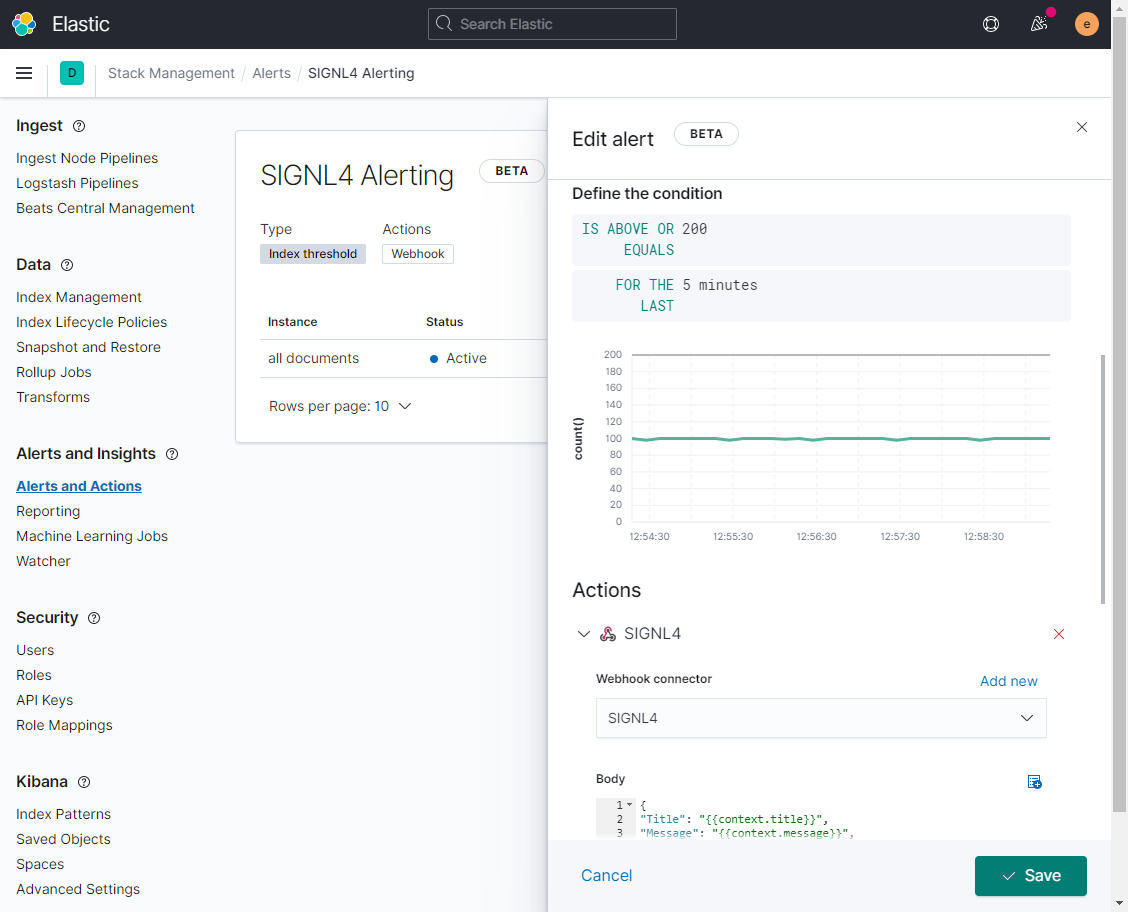 Elastic
Search Elastic
e
D
Stack Management / Alerts / SIGNL4 Alerting
Ingest
Ingest Node Pipelines
Logstash Pipelines
Beats Central Management
Data
Index Management
Index Lifecycle Policies
Snapshot and Restore
Rollup Jobs
Transforms
Alerts and Insights
Alerts and Actions
Reporting
Machine Learning Jobs
Watcher
Security
Users
Roles
API Keys
Role Mappings
Kibana
Index Patterns
Saved Objects
Spaces
Advanced Settings
SIGNL4 Alerting BETA
Type Actions
Index threshold Webhook
Instance Status
all documents Active
Rows per page: 10
Edit alert BETA
Define the condition
IS ABOVE OR 200
EQUALS
FOR THE 5 minutes
LAST
count()
200
180
160
140
120
100
80
60
40
20
0
12:54:30 12:55:30 12:56:30 12:57:30 12:58:30
Actions
SIGNL4
Webhook connector Add new
SIGNL4
Body
1 {
2 "Title": "{{context.title}}",
3 "Message": "{{context.message}}",
Cancel Save